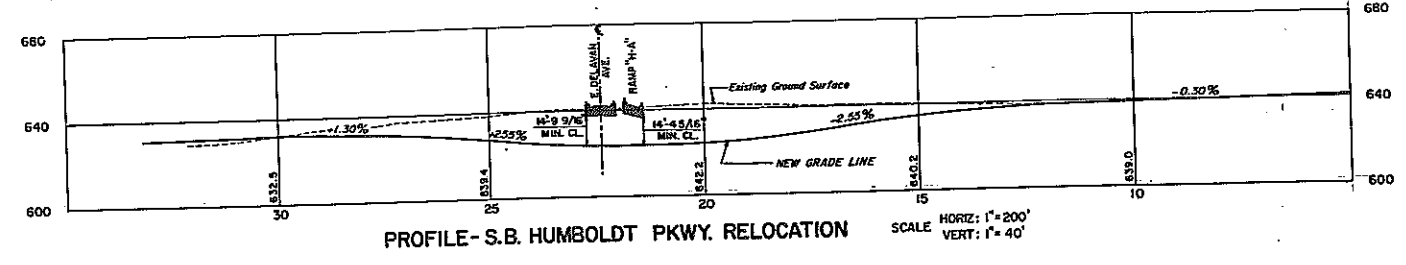 680
680
E. DELAVAN
AVE.
RAMP "H-A"
Existing Ground Surface
-0.30%
640
640
+1.30%
+2.55%
14'-9 9/16"
MIN. CL.
14'-4 5/16"
MIN. CL.
-2.55%
NEW GRADE LINE
632.5
639.4
642.2
640.2
639.0
600
600
30
25
20
15
10
PROFILE- S.B. HUMBOLDT PKWY. RELOCATION
SCALE HORIZ: 1"=200'
VERT: 1"= 40'